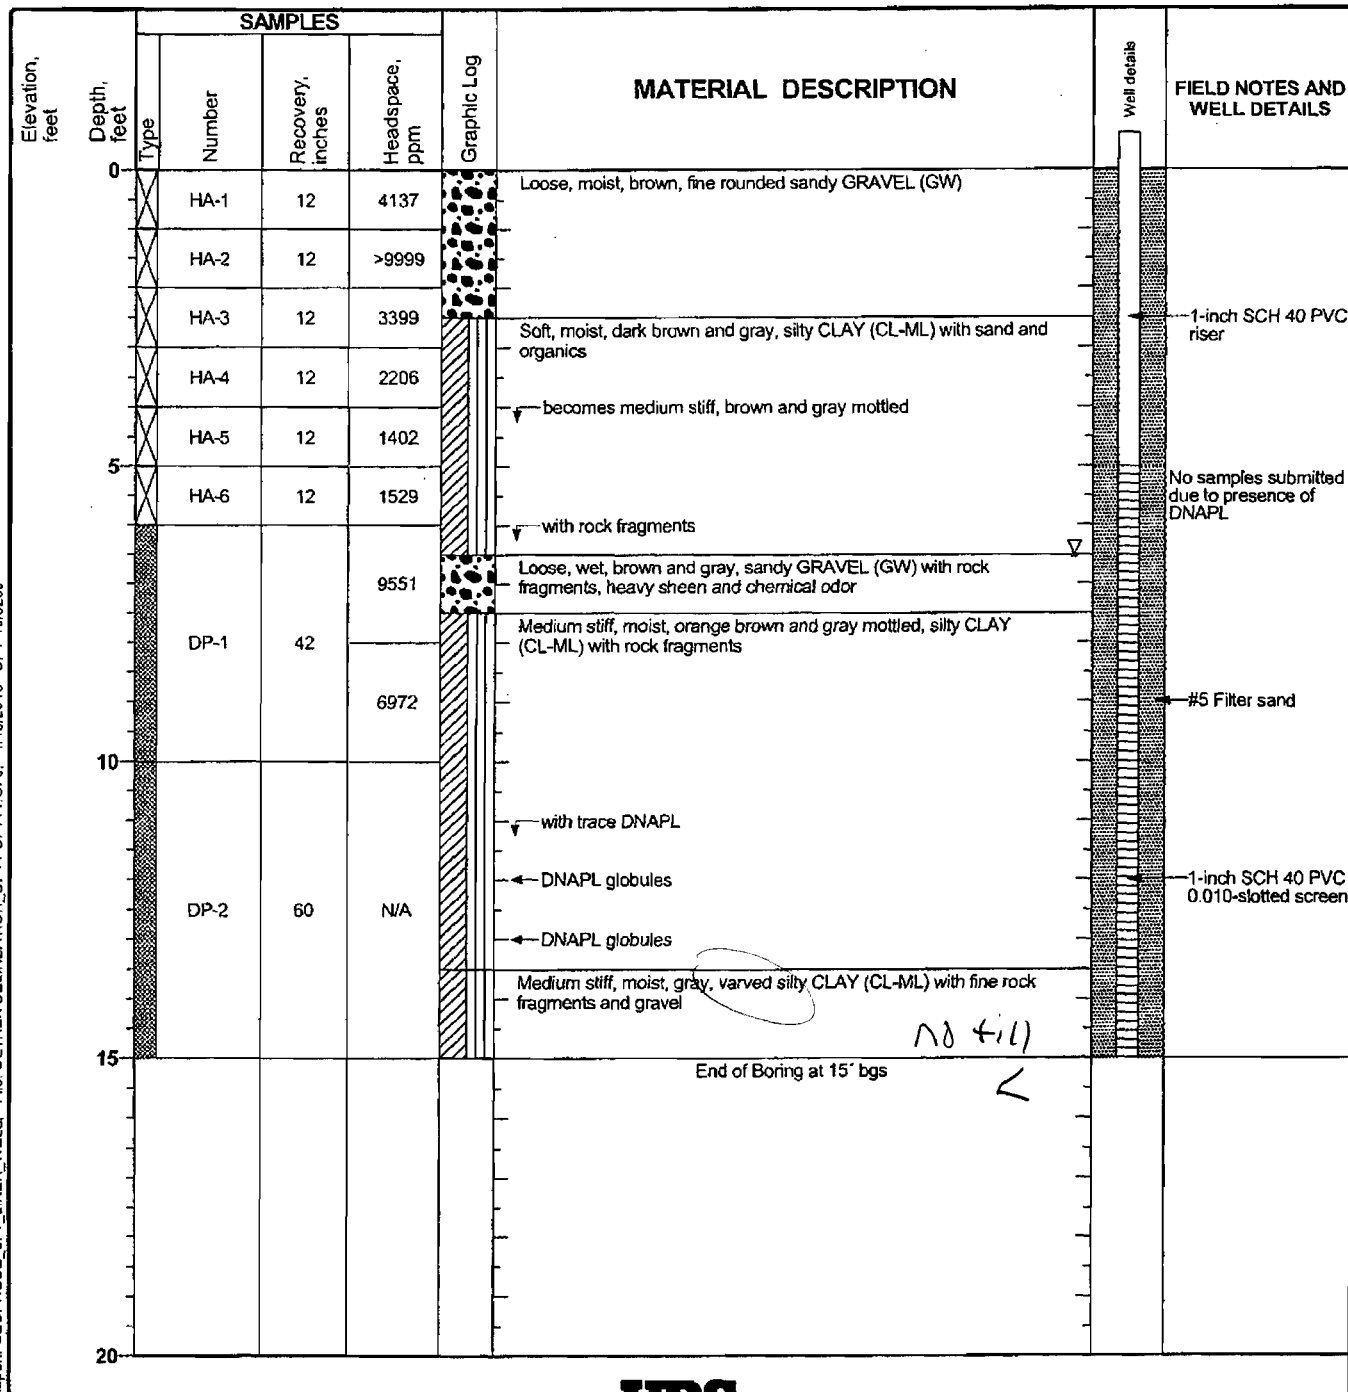 SAMPLES
Elevation, feet
Depth, feet
Type
Number
Recovery, inches
Headspace, ppm
Graphic Log
MATERIAL DESCRIPTION
Well details
FIELD NOTES AND
WELL DETAILS
0
Loose, moist, brown, fine rounded sandy GRAVEL (GW)
HA-1 12 4137
HA-2 12 >9999
HA-3 12 3399
Soft, moist, dark brown and gray, silty CLAY (CL-ML) with sand and
organics
1-inch SCH 40 PVC
riser
HA-4 12 2206
becomes medium stiff, brown and gray mottled
HA-5 12 1402
5
HA-6 12 1529
No samples submitted
due to presence of
DNAPL
with rock fragments
Loose, wet, brown and gray, sandy GRAVEL (GW) with rock
fragments, heavy sheen and chemical odor
9551
Medium stiff, moist, orange brown and gray mottled, silty CLAY
(CL-ML) with rock fragments
DP-1 42
6972
#5 Filter sand
10
with trace DNAPL
DNAPL globules
1-inch SCH 40 PVC
0.010-slotted screen
DP-2 60 N/A
DNAPL globules
Medium stiff, moist, gray, varved silty CLAY (CL-ML) with fine rock
fragments and gravel
no till
15
End of Boring at 15' bgs
<
20